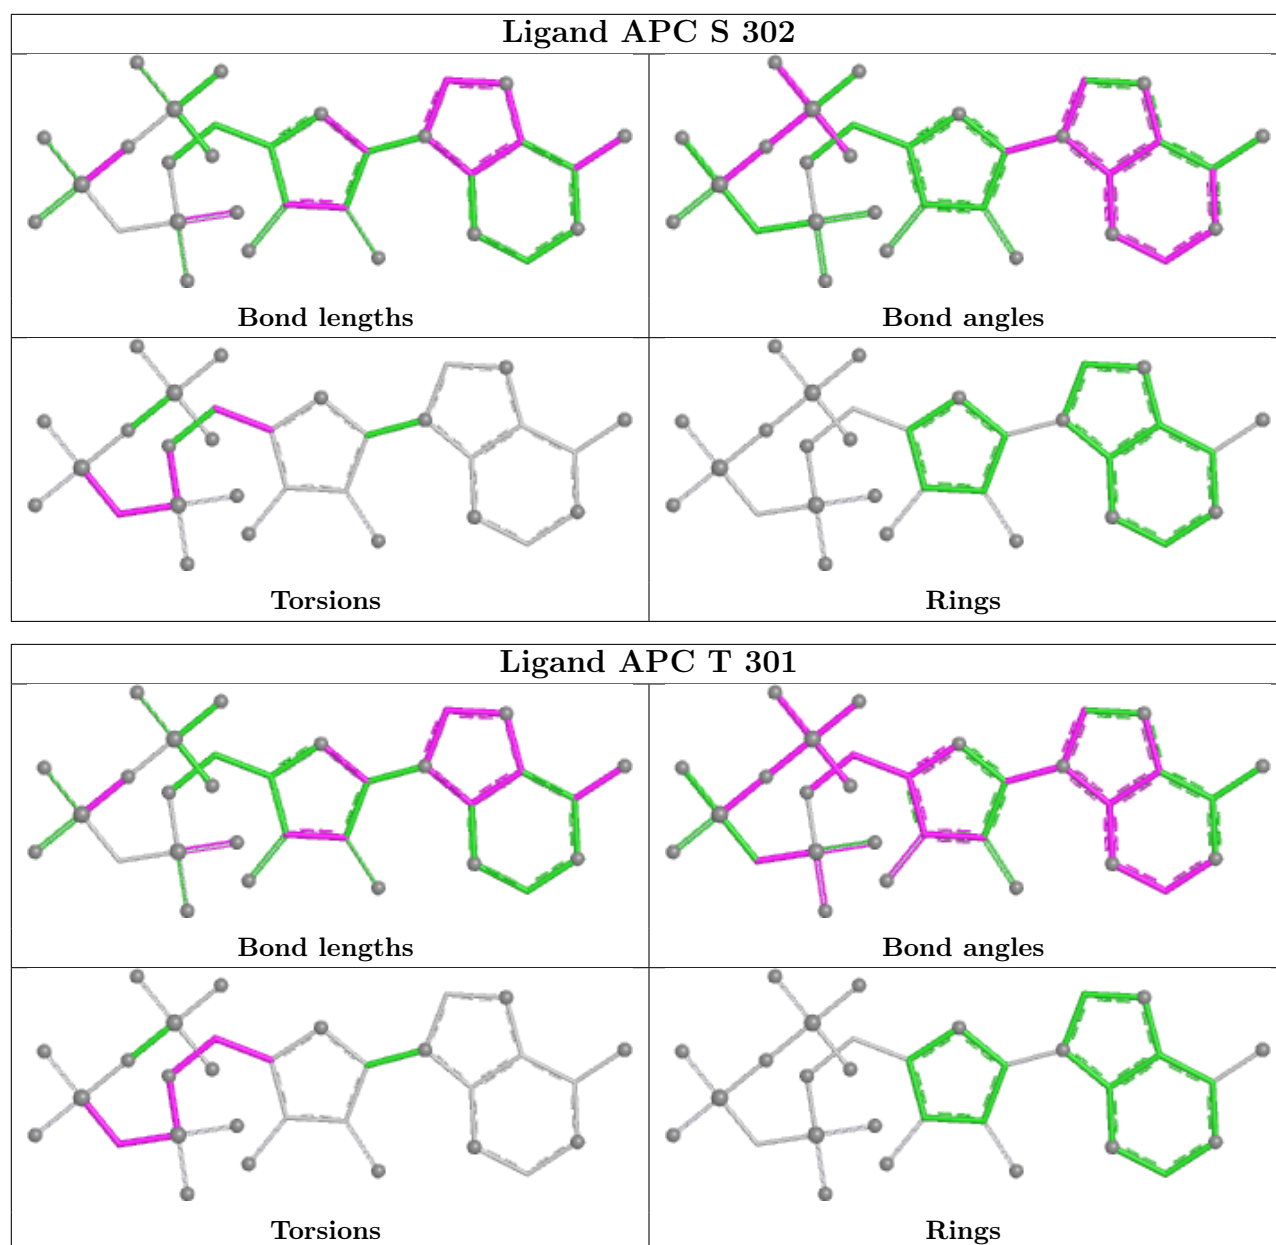 Ligand APC S 302
Bond lengths
Bond angles
Torsions
Rings
Ligand APC T 301
Bond lengths
Bond angles
Torsions
Rings